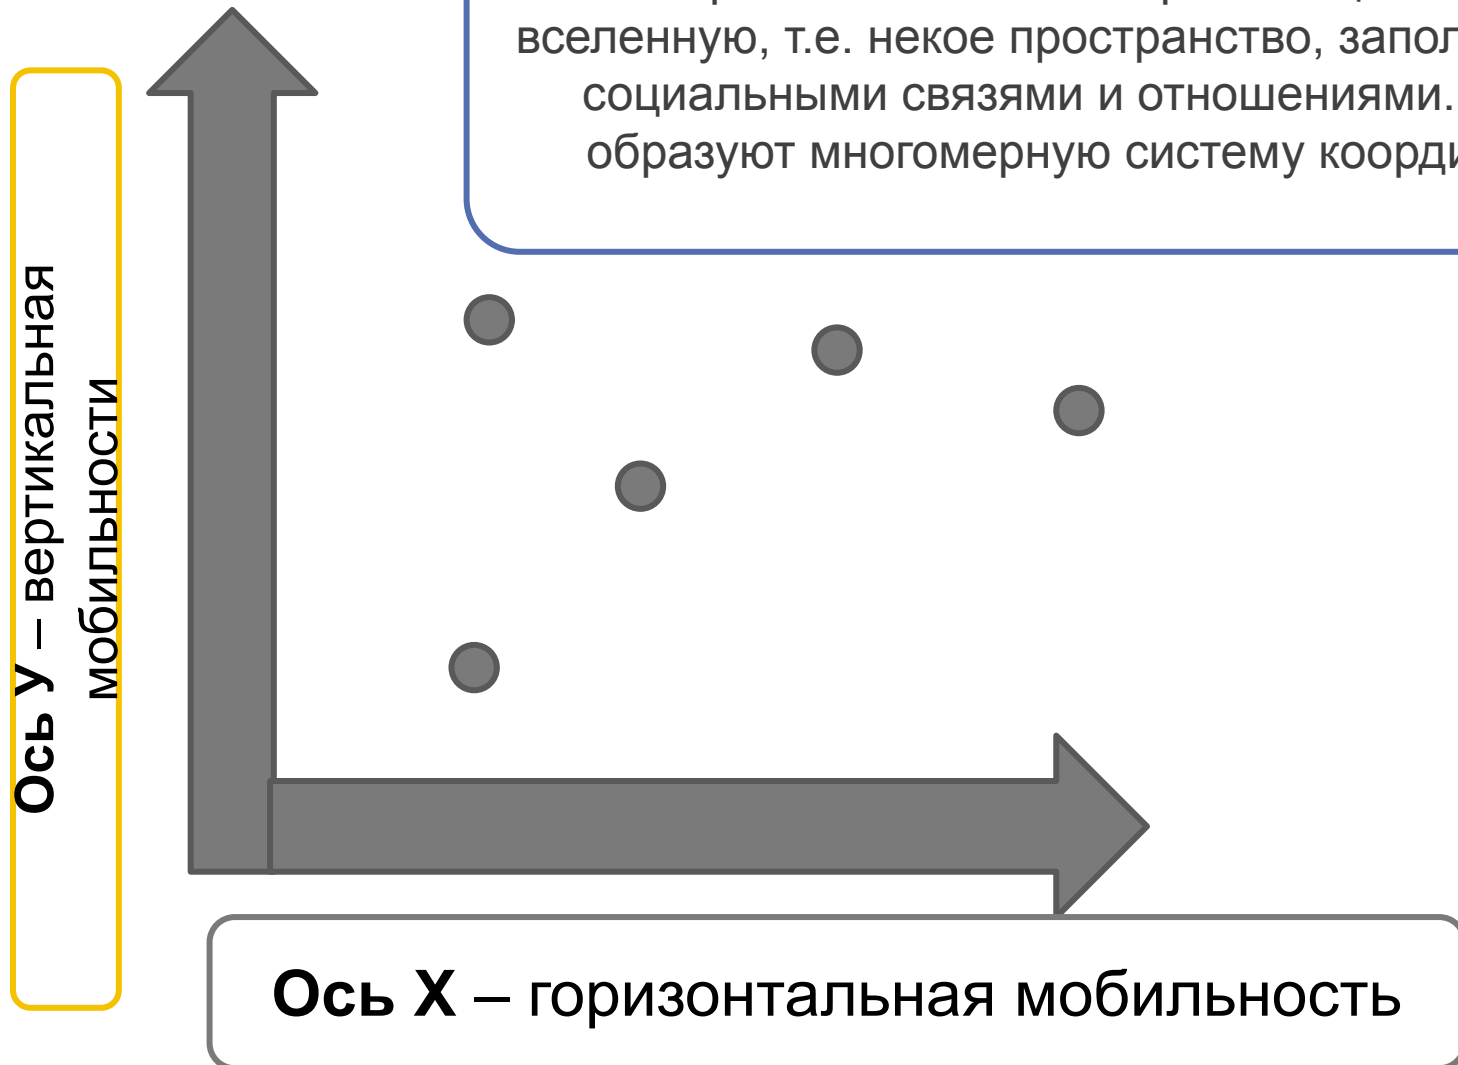 вселенную, т.е. некое пространство,
социальными связями и отношениями.
образуют многомерную систему
Ось У – вертикальная
мобильности
Ось Х – горизонтальная мобильность